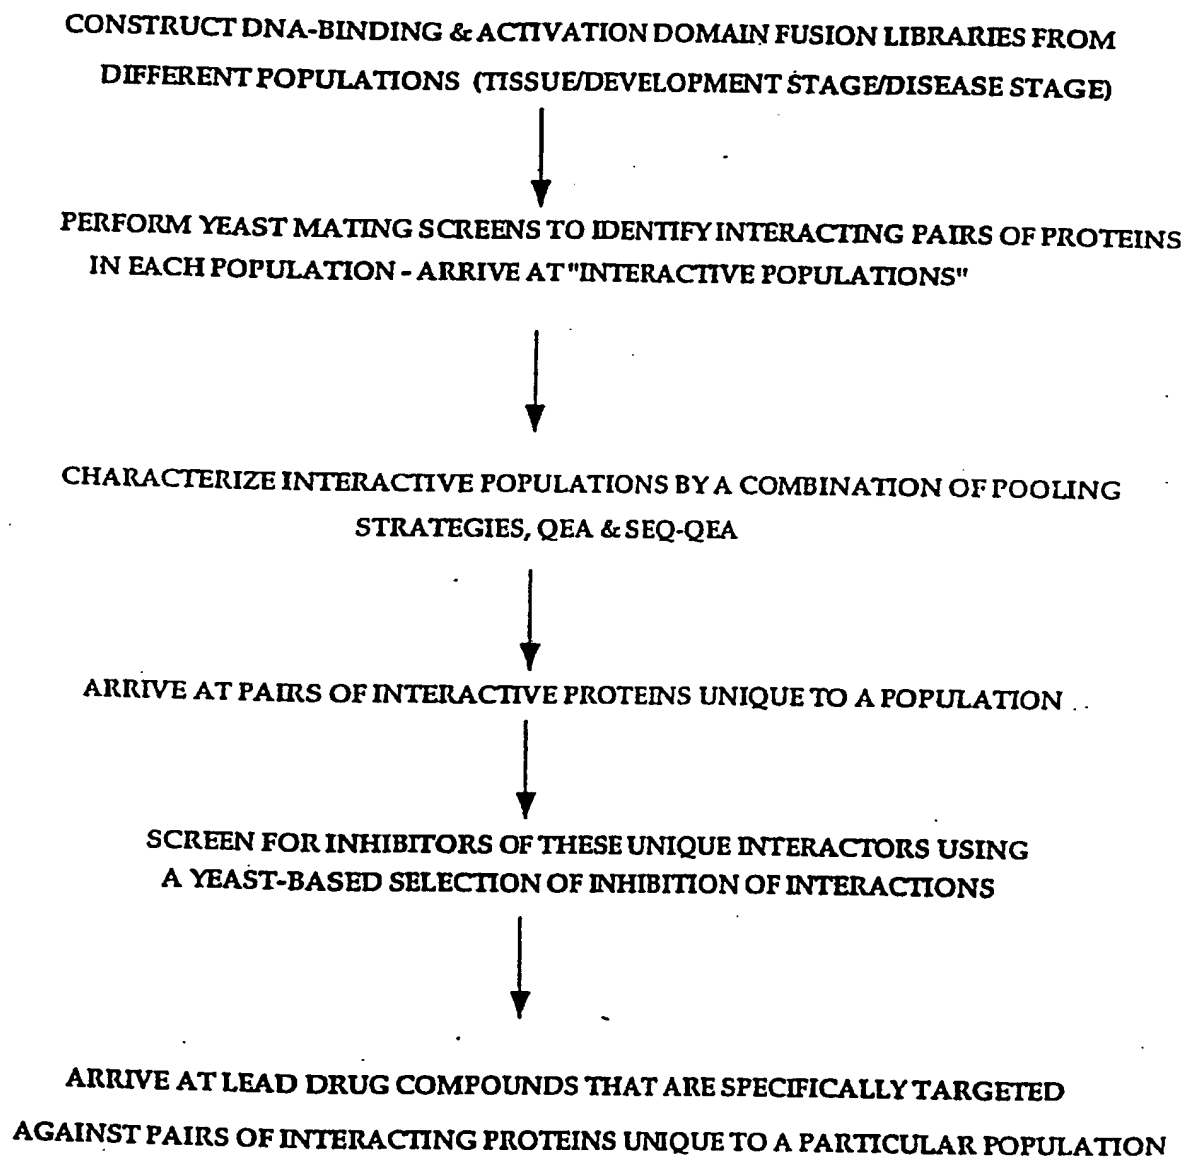 CONSTRUCT DNA-BINDING & ACTIVATION DOMAIN FUSION LIBRARIES FROM
DIFFERENT POPULATIONS (TISSUE/DEVELOPMENT STAGE/DISEASE STAGE)
PERFORM YEAST MATING SCREENS TO IDENTIFY INTERACTING PAIRS OF PROTEINS
IN EACH POPULATION - ARRIVE AT "INTERACTIVE POPULATIONS"
CHARACTERIZE INTERACTIVE POPULATIONS BY A COMBINATION OF POOLING
STRATEGIES, QEA & SEQ-QEA
ARRIVE AT PAIRS OF INTERACTIVE PROTEINS UNIQUE TO A POPULATION
SCREEN FOR INHIBITORS OF THESE UNIQUE INTERACTORS USING
A YEAST-BASED SELECTION OF INHIBITION OF INTERACTIONS
ARRIVE AT LEAD DRUG COMPOUNDS THAT ARE SPECIFICALLY TARGETED
AGAINST PAIRS OF INTERACTING PROTEINS UNIQUE TO A PARTICULAR POPULATION